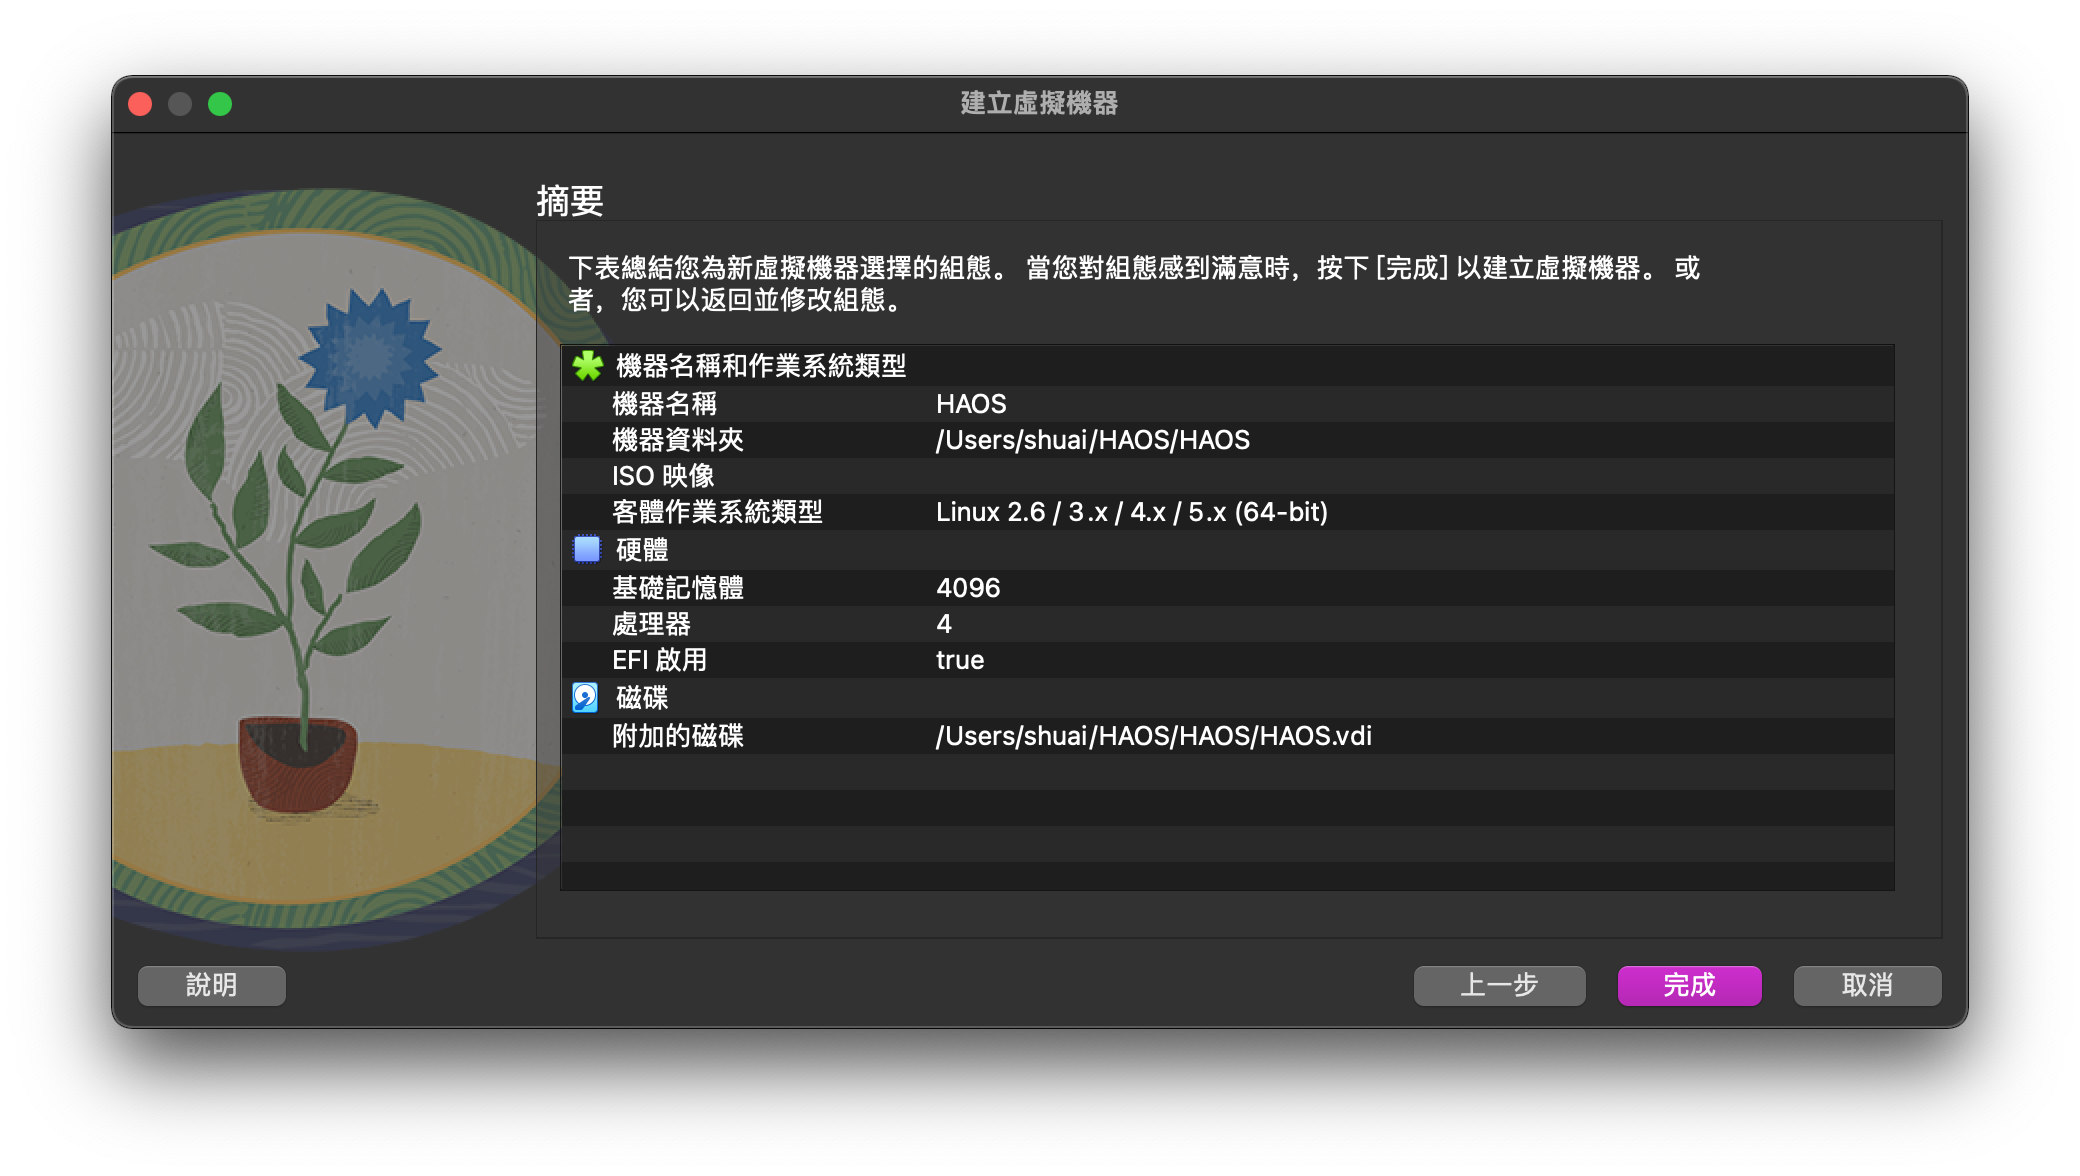 建立虛擬機器
摘要
下表總結您為新虛擬機器選擇的組態。 當您對組態感到滿意時，按下 [完成] 以建立虛擬機器。 或
者，您可以返回並修改組態。
機器名稱和作業系統類型
機器名稱 HAOS
機器資料夾 /Users/shuai/HAOS/HAOS
ISO 映像
客體作業系統類型 Linux 2.6 / 3.x / 4.x / 5.x (64-bit)
硬體
基礎記憶體 4096
處理器 4
EFI 啟用 true
磁碟
附加的磁碟 /Users/shuai/HAOS/HAOS/HAOS.vdi
說明 上一步 完成 取消